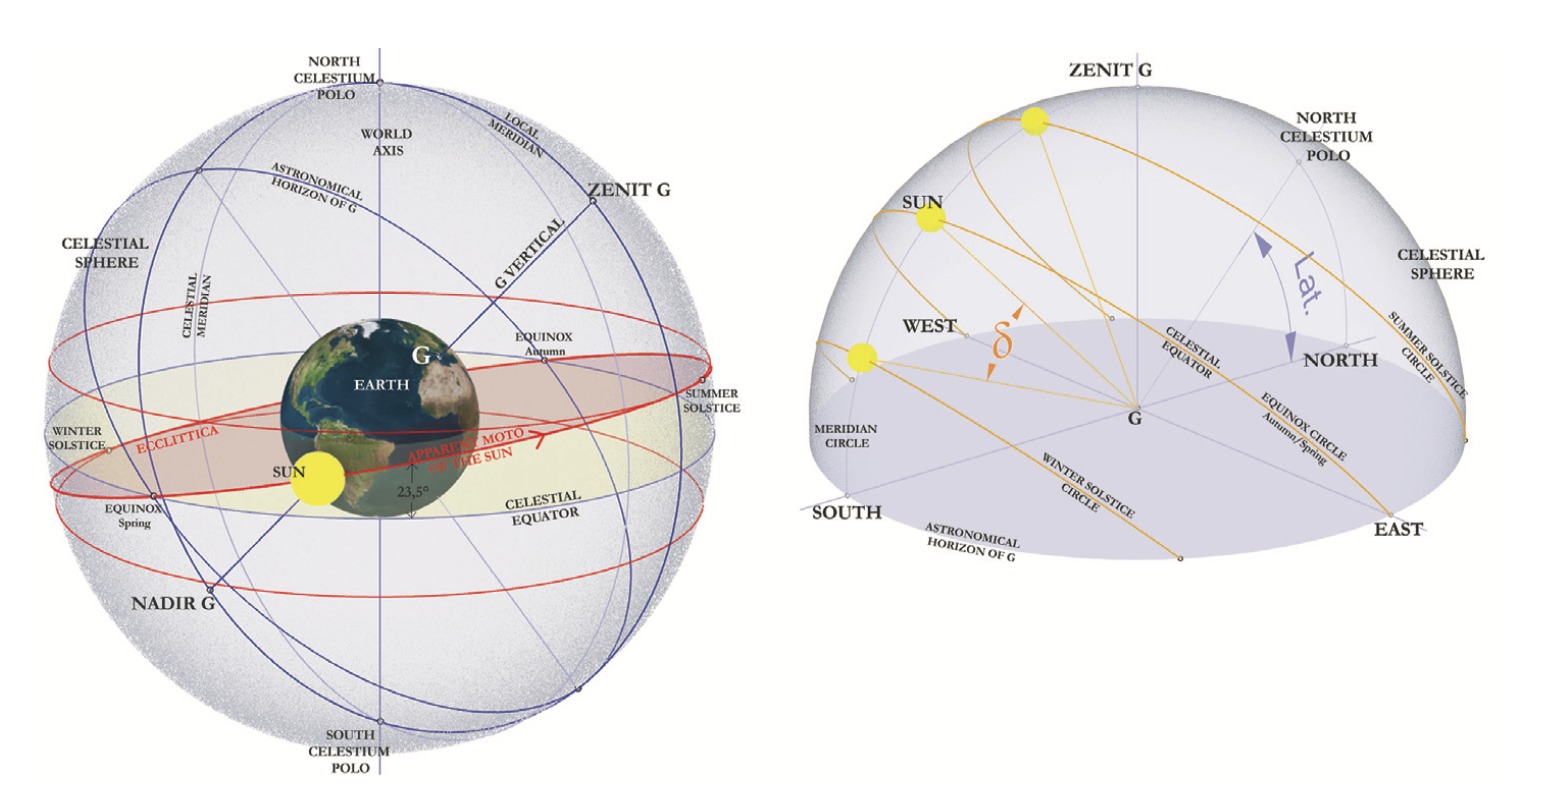 NORTH
CELESTIUM
POLO
WORLD
AXIS
LOCAL
MERIDIAN
ASTRONOMICAL
HORIZON OF G
ZENIT G
CELESTIAL
SPHERE
G VERTICAL
CELESTIAL
MERIDIAN
EQUINOX
Autumn
G
EARTH
SUMMER
SOLSTICE
WINTER
SOLSTICE
ECCLITTICA
APPARENT MOTO
OF THE SUN
SUN
23,5°
CELESTIAL
EQUATOR
EQUINOX
Spring
NADIR G
SOUTH
CELESTIUM
POLO
ZENIT G
NORTH
CELESTIUM
POLO
SUN
CELESTIAL
SPHERE
Lat.
WEST
δ
CELESTIAL
EQUATOR
NORTH
SUMMER SOLSTICE
CIRCLE
G
EQUINOX CIRCLE
Autumn/Spring
MERIDIAN
CIRCLE
WINTER SOLSTICE
CIRCLE
SOUTH
ASTRONOMICAL
HORIZON OF G
EAST